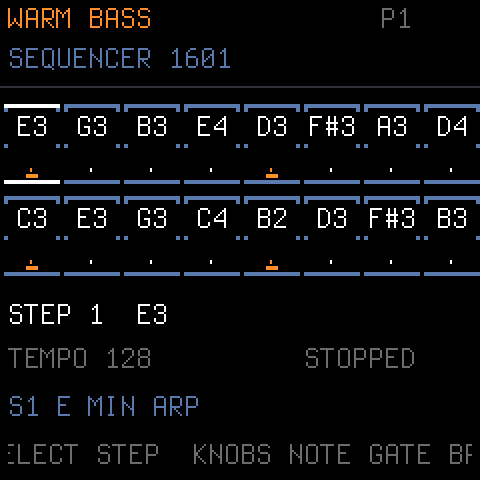 WARM BASS P1
SEQUENCER 1601
E3 G3 B3 E4 D3 F#3 A3 D4
C3 E3 G3 C4 B2 D3 F#3 B3
STEP 1 E3
TEMPO 128 STOPPED
S1 E MIN ARP
ELECT STEP KNOBS NOTE GATE